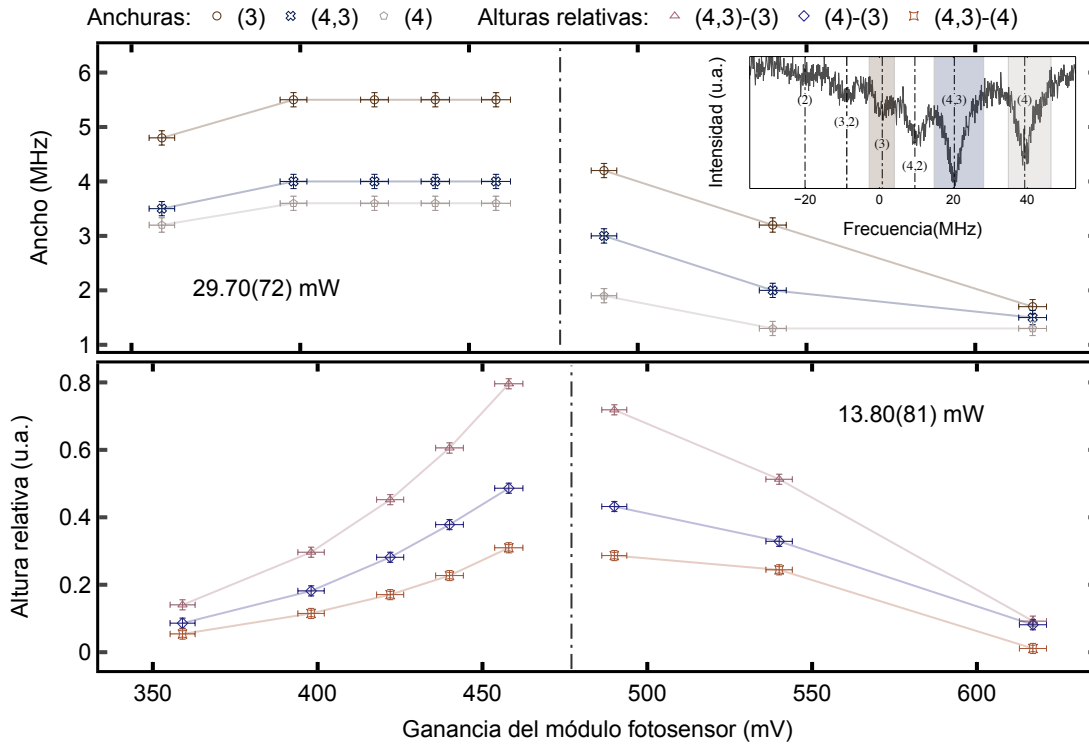 Anchuras: (3) (4,3) (4) Alturas relativas: (4,3)-(3) (4)-(3) (4,3)-(4)
6
5
4
3
2
1
Ancho (MHz)
29.70(72) mW
Intensidad (u.a.)
(2)
(3,2)
(3)
(4,2)
(4,3)
(4)
−20 0 20 40
Frecuencia(MHz)
0.8
0.6
0.4
0.2
0
Altura relativa (u.a.)
13.80(81) mW
350 400 450 500 550 600
Ganancia del módulo fotosensor (mV)